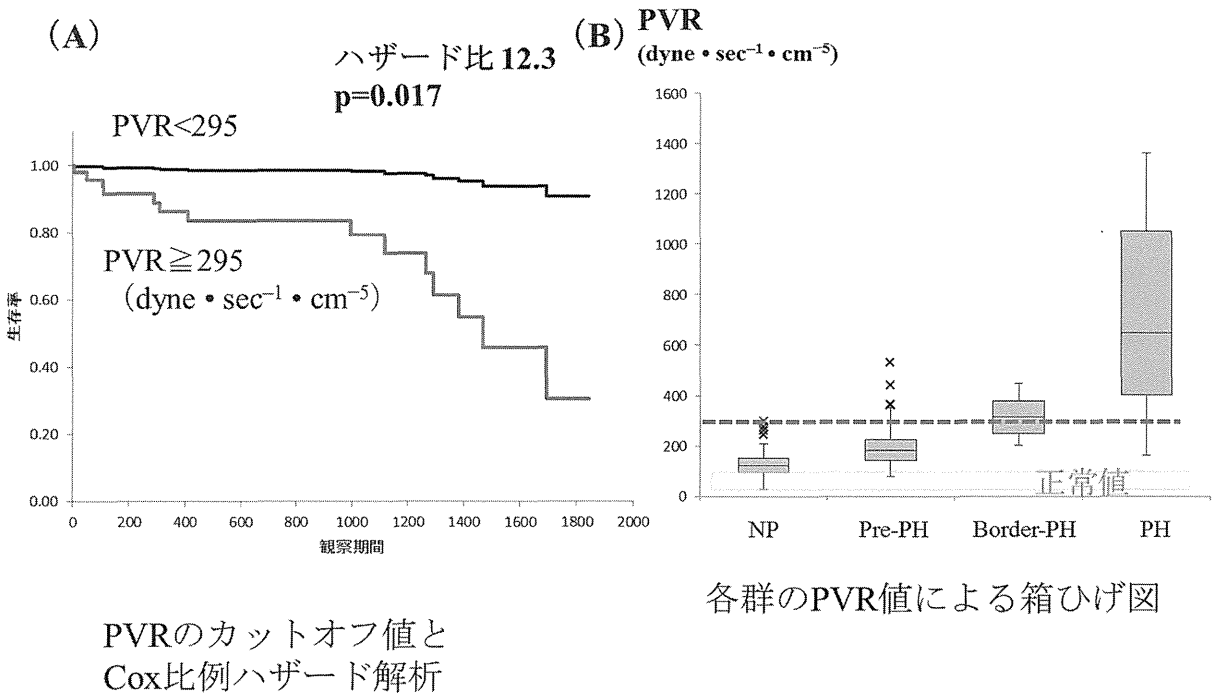 (A)
ハザード比 12.3
p=0.017
PVR<295
PVR≧295
(dyne・sec⁻¹・cm⁻⁵)
生存率
1.00
0.80
0.60
0.40
0.20
0.00
0 200 400 600 800 1000 1200 1400 1600 1800 2000
観察期間
PVRのカットオフ値と
Cox比例ハザード解析
(B) PVR
(dyne・sec⁻¹・cm⁻⁵)
1600
1400
1200
1000
800
600
400
200
0
正常値
NP Pre-PH Border-PH PH
各群のPVR値による箱ひげ図